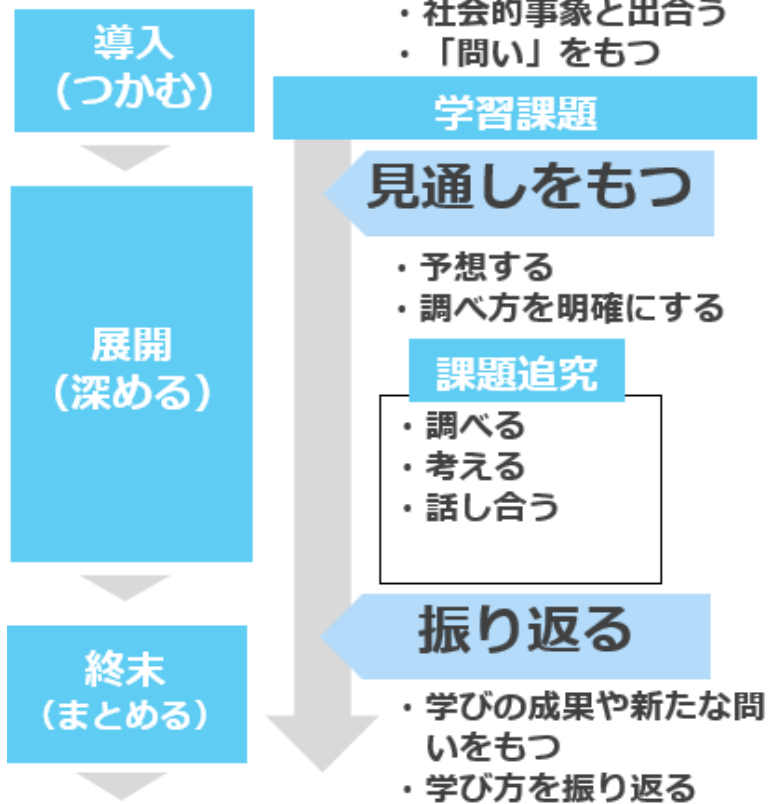 ・社会的事象と出合う
・「問い」をもつ
導入
（つかむ）
学習課題
見通しをもつ
・予想する
・調べ方を明確にする
展開
（深める）
課題追究
・調べる
・考える
・話し合う
振り返る
終末
（まとめる）
・学びの成果や新たな問
いをもつ
・学び方を振り返る